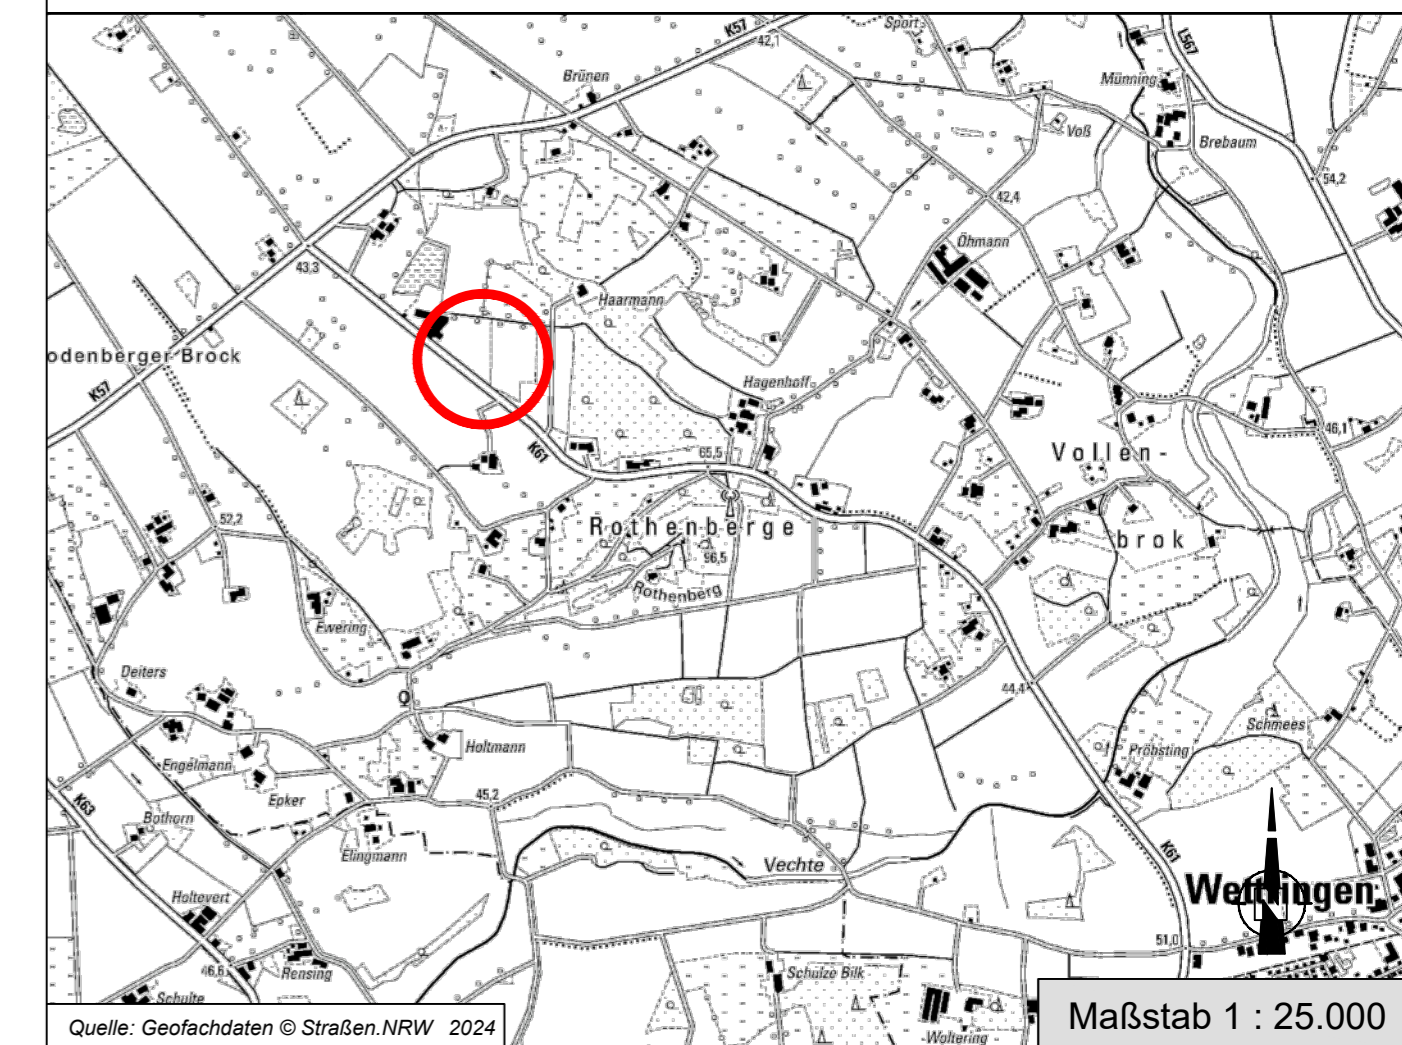 Sport
K57
42,1
L567
Brünen
Münning
Voß
Brebaum
54,2
42,4
Öhmann
43,3
Haarmann
odenberger Brock
K57
Hagenhoff
46,1
K61
65,5
Vollen-
Rothenberge
brok
52,2
96,5
Rothenberg
Ewering
Deiters
44,4
Schmees
Pröbsting
Holtmann
Engelmann
Epker
45,2
K63
Bothorn
Elingmann
K61
Vechte
Holtevert
51,0
46,6
Rensing
Schulze Bilk
Schulte
Quelle: Geofachdaten © Straßen.NRW 2024
Maßstab 1 : 25.000
Woltering